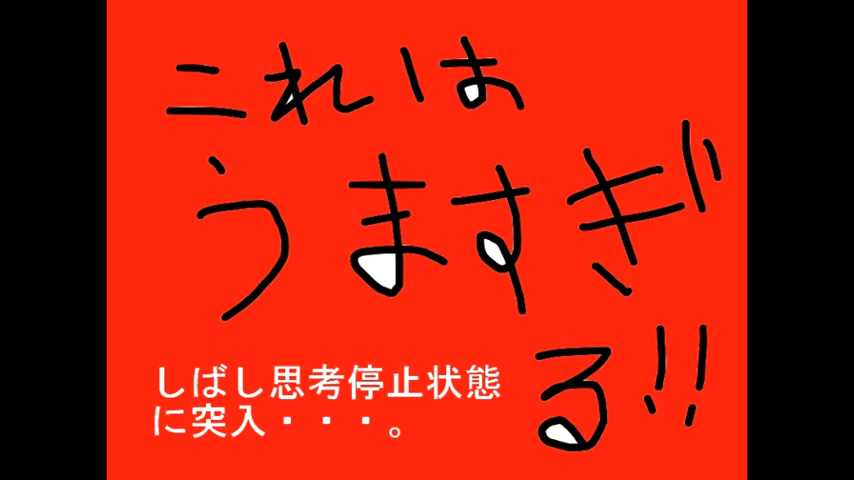 これは
うますぎ
る!!
しばし思考停止状態
に突入・・・。